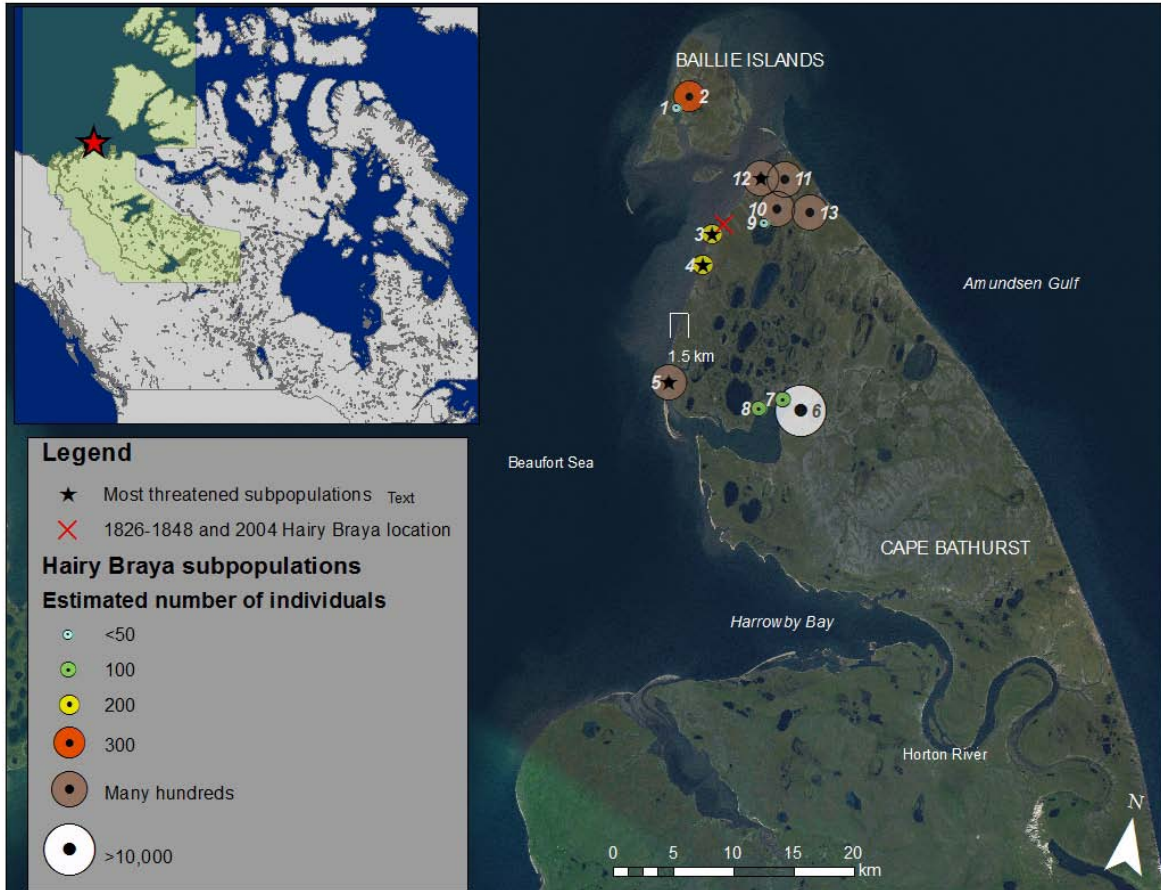 BAILLIE ISLANDS
1
2
12
11
10
13
9
3
4
Amundsen Gulf
1.5 km
5
7
8
6
Beaufort Sea
CAPE BATHURST
Harrowby Bay
Horton River
N
0 5 10 15 20
km
Legend
Most threatened subpopulations Text
1826-1848 and 2004 Hairy Braya location
Hairy Braya subpopulations
Estimated number of individuals
<50
100
200
300
Many hundreds
>10,000